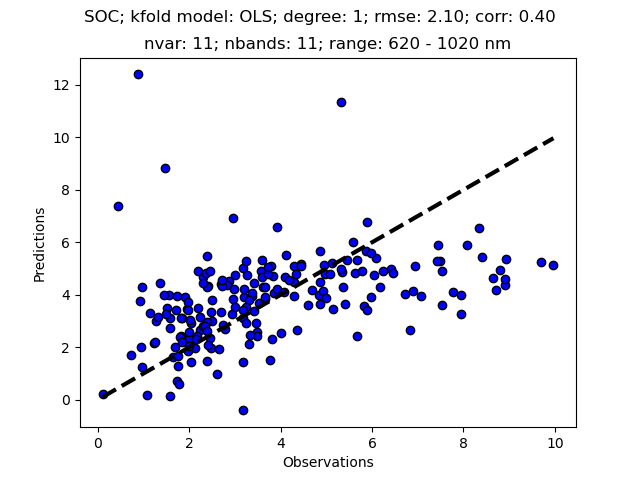 SOC; kfold model: OLS; degree: 1; rmse: 2.10; corr: 0.40
nvar: 11; nbands: 11; range: 620 - 1020 nm
12
10
8
6
4
2
0
Predictions
0 2 4 6 8 10
Observations